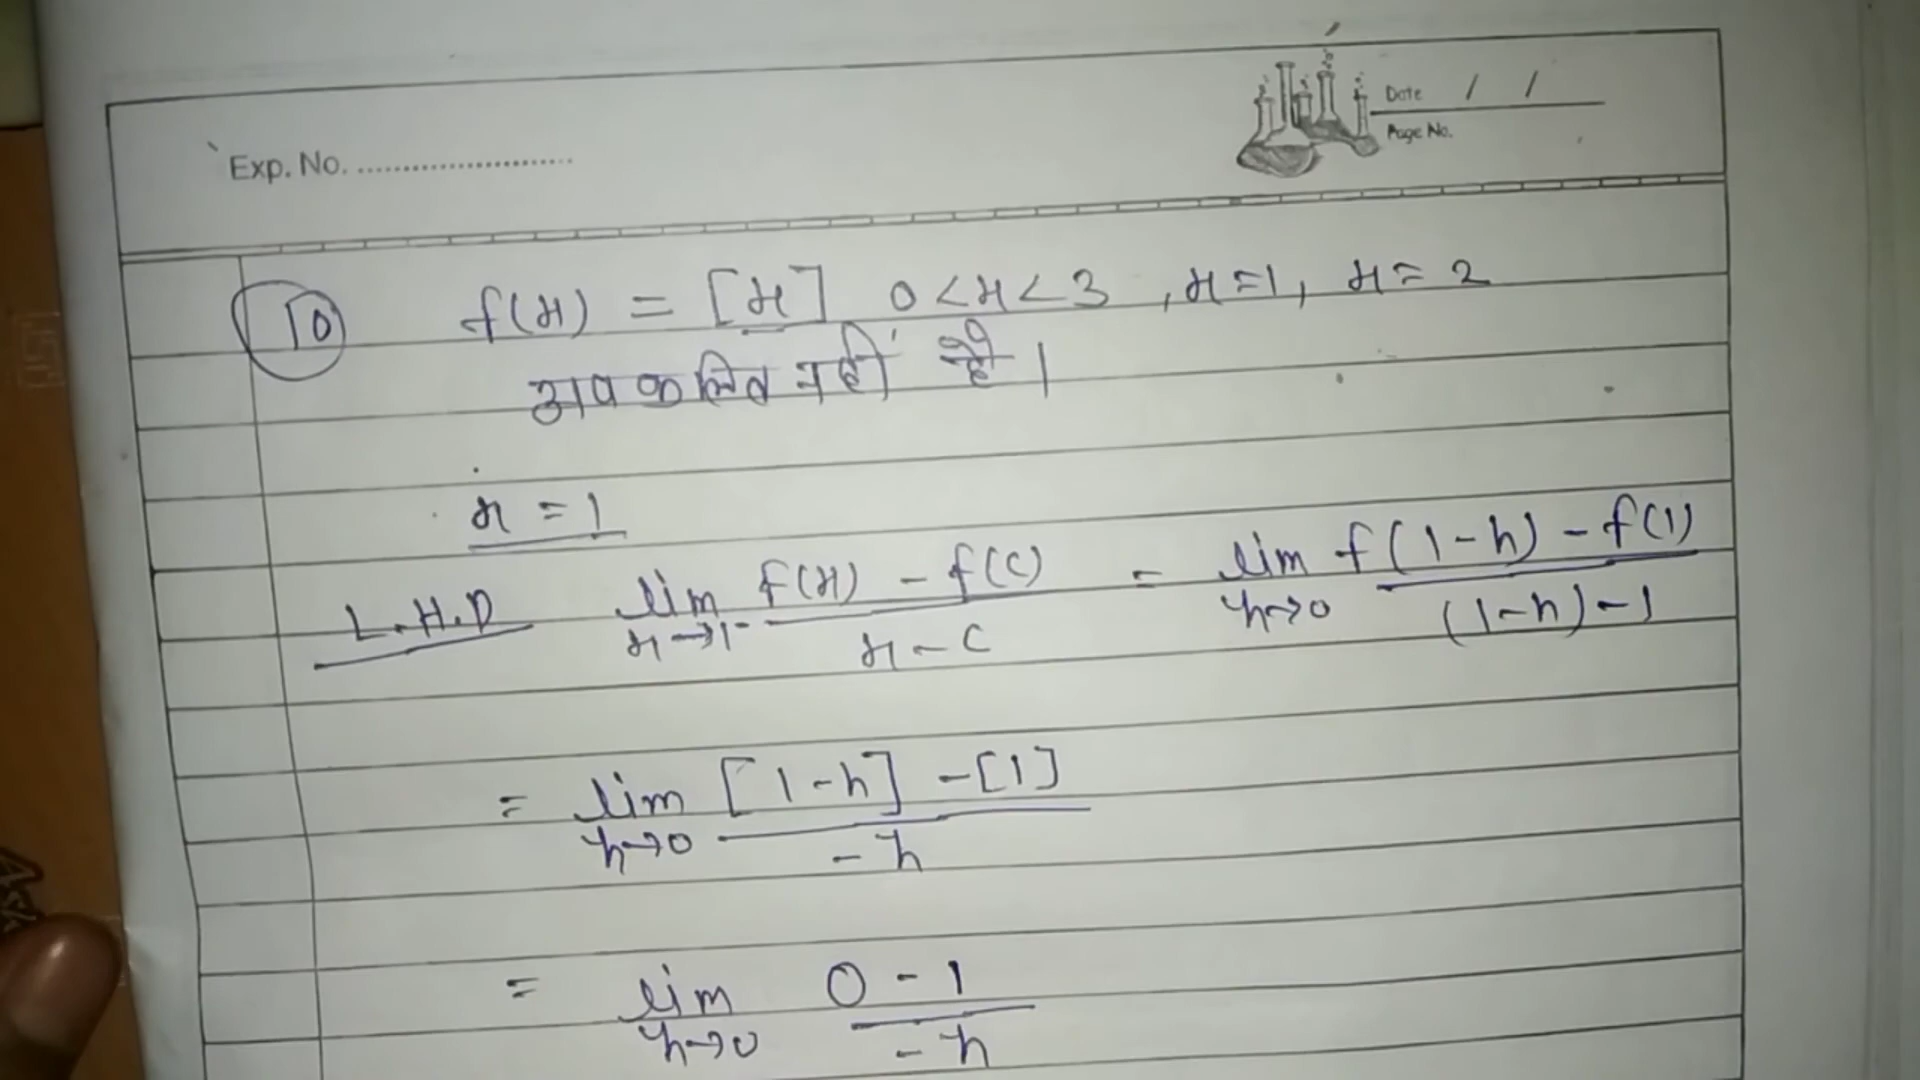 Exp. No. ........................
Date / /
Page No.
10 f(x) = [x] 0 < x < 3 , x = 1, x = 2
अवकलित नहीं है।
x = 1
L.H.D lim x→1- f(x) - f(c) / x - c = lim h→0 f(1-h) - f(1) / (1-h) - 1
= lim h→0 [1-h] - [1] / -h
= lim h→0 0 - 1 / -h